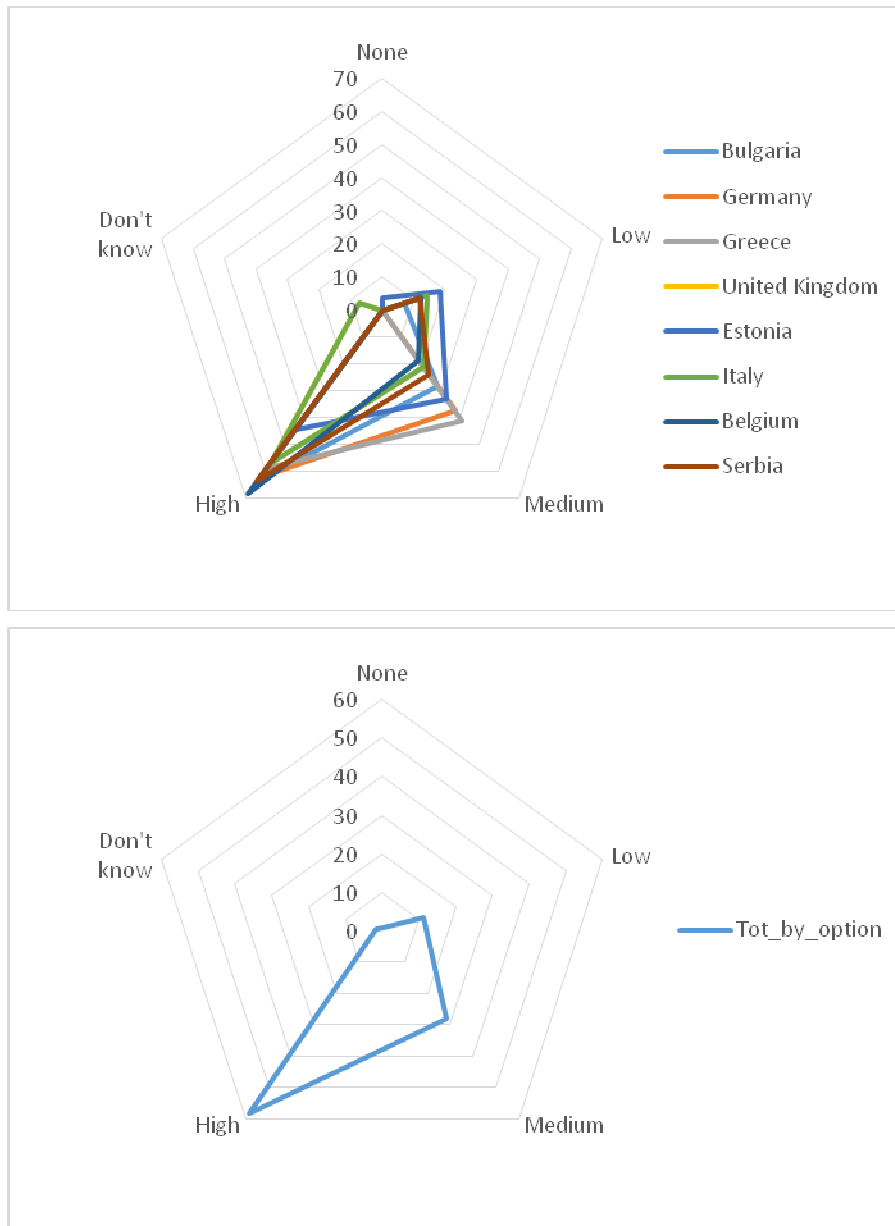 None
70
60
50
40
30
20
10
0
Don't
know
Low
High
Medium
Bulgaria
Germany
Greece
United Kingdom
Estonia
Italy
Belgium
Serbia
None
60
50
40
30
20
10
0
Don't
know
Low
High
Medium
Tot_by_option